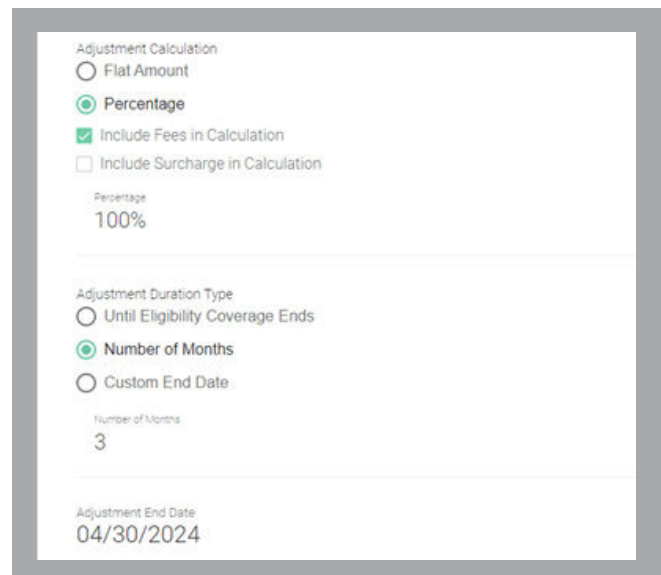 Adjustment Calculation
Flat Amount
Percentage
Include Fees in Calculation
Include Surcharge in Calculation
Percentage
100%
Adjustment Duration Type
Until Eligibility Coverage Ends
Number of Months
Custom End Date
Number of Months
3
Adjustment End Date
04/30/2024